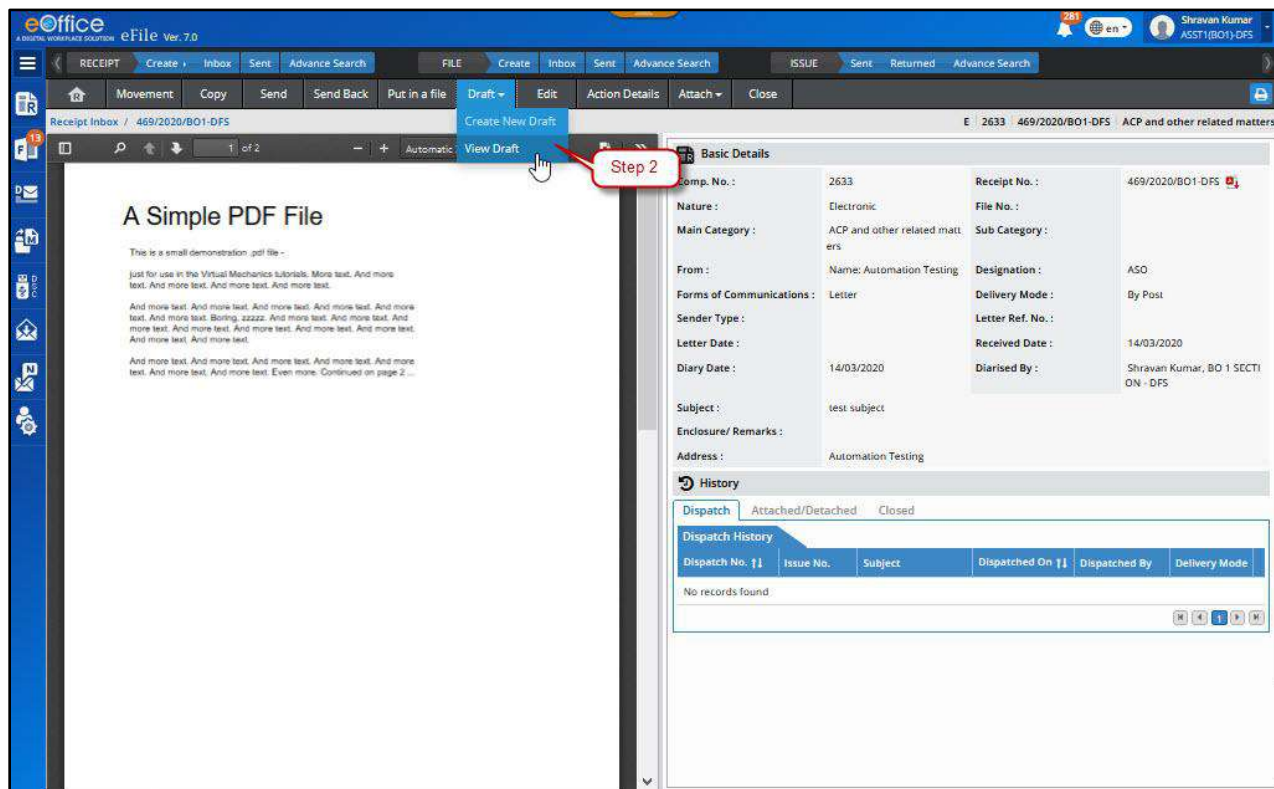 eOffice
A DIGITAL WORKPLACE SOLUTION eFile Ver. 7.0
281
en
Shravan Kumar
ASST1(BO1)-DFS
RECEIPT Create Inbox Sent Advance Search FILE Create Inbox Sent Advance Search ISSUE Sent Returned Advance Search
R Movement Copy Send Send Back Put in a file Draft Edit Action Details Attach Close
Receipt Inbox / 469/2020/BO1-DFS
Create New Draft
E 2633 469/2020/BO1-DFS ACP and other related matters
13
1 of 2 Automatic
View Draft
Step 2
Basic Details
Comp. No. : 2633 Receipt No. : 469/2020/BO1-DFS
Nature : Electronic File No. :
Main Category : ACP and other related matt
ers
Sub Category :
From : Name: Automation Testing Designation : ASO
Forms of Communications : Letter Delivery Mode : By Post
Sender Type : Letter Ref. No. :
Letter Date : Received Date : 14/03/2020
Diary Date : 14/03/2020 Diarised By : Shravan Kumar, BO 1 SECTI
ON - DFS
Subject : test subject
Enclosure/ Remarks :
Address : Automation Testing
A Simple PDF File
This is a small demonstration .pdf file -
just for use in the Virtual Mechanics tutorials. More text. And more
text. And more text. And more text. And more text.
And more text. And more text. And more text. And more text. And more
text. And more text. Boring, zzzzz. And more text. And more text. And
more text. And more text. And more text. And more text. And more text.
And more text. And more text.
And more text. And more text. And more text. And more text. And more
text. And more text. And more text. Even more. Continued on page 2 ...
History
Dispatch Attached/Detached Closed
Dispatch History
Dispatch No. Issue No. Subject Dispatched On Dispatched By Delivery Mode
No records found
1